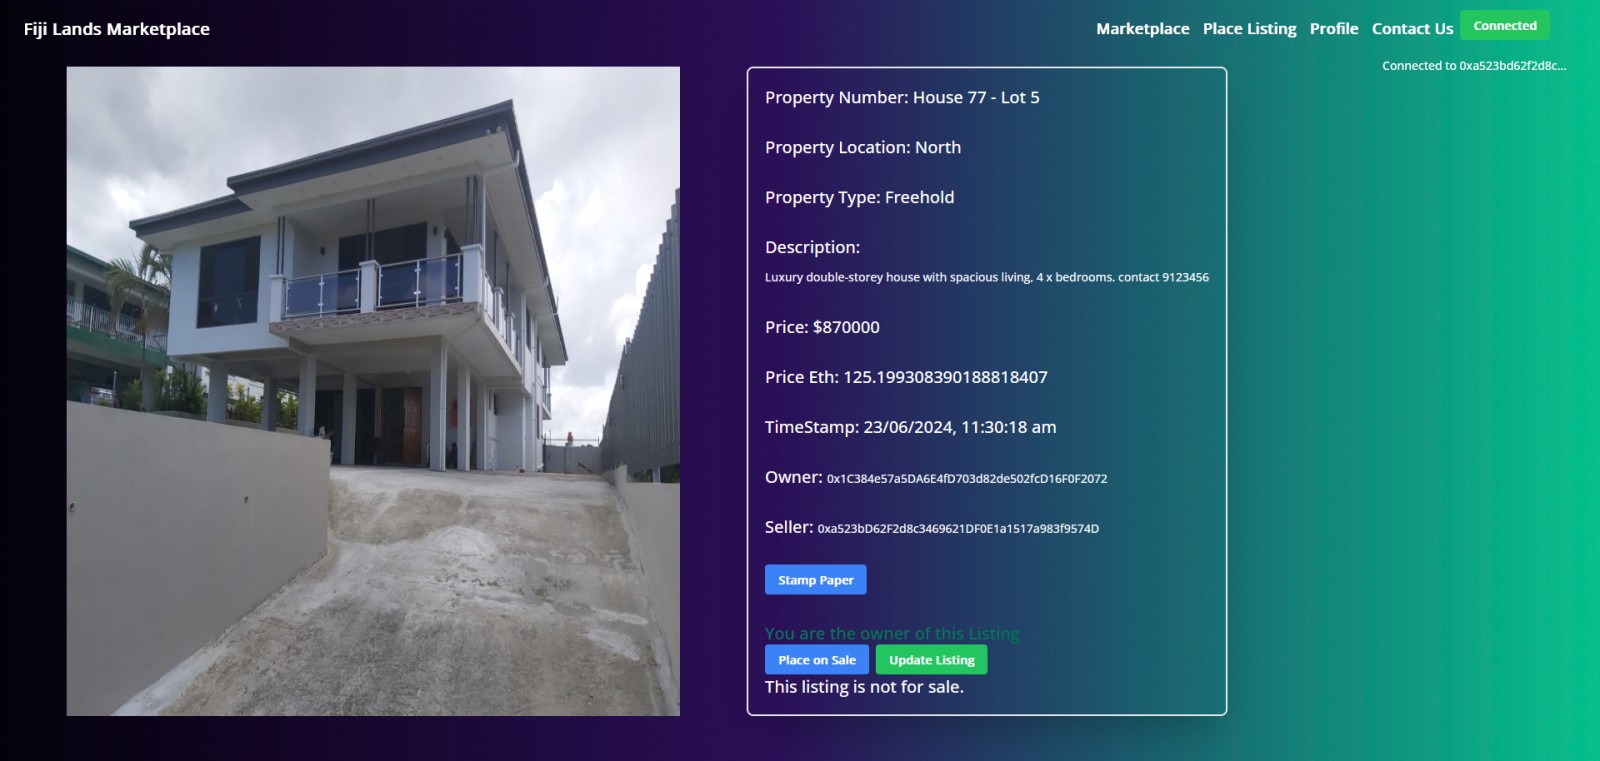 Fiji Lands Marketplace
Marketplace Place Listing Profile Contact Us Connected
Connected to 0xa523bd62f2d8c...
Property Number: House 77 - Lot 5
Property Location: North
Property Type: Freehold
Description:
Luxury double-storey house with spacious living, 4 x bedrooms. contact 9123456
Price: $870000
Price Eth: 125.199308390188818407
TimeStamp: 23/06/2024, 11:30:18 am
Owner: 0x1C384e57a5DA6E4fD703d82de502fcD16F0F2072
Seller: 0xa523bD62F2d8c3469621DF0E1a1517a983f9574D
Stamp Paper
You are the owner of this Listing
Place on Sale Update Listing
This listing is not for sale.